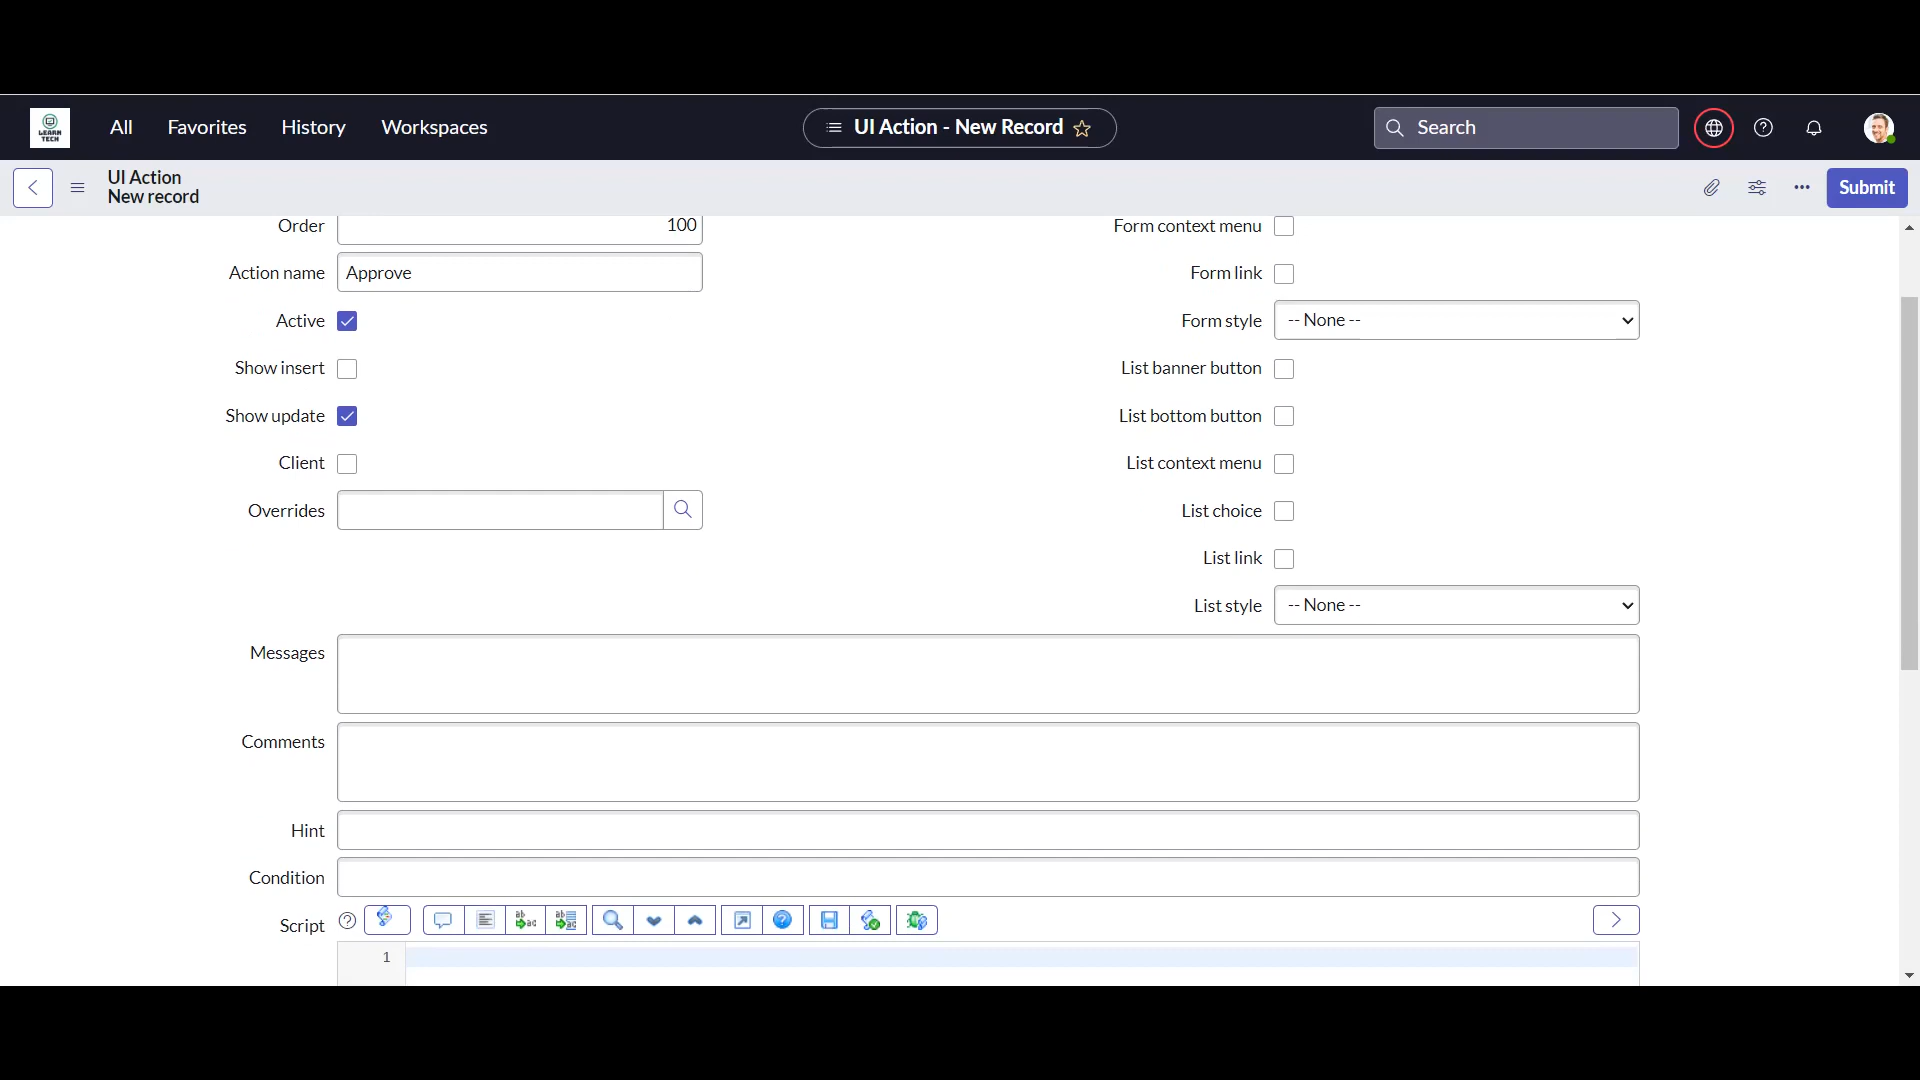 LEARN
TECH
All Favorites History Workspaces
UI Action - New Record
Search
UI Action
New record
Submit
Order 100
Form context menu
Action name Approve
Form link
Active
Form style -- None --
Show insert
List banner button
Show update
List bottom button
Client
List context menu
Overrides
List choice
List link
List style -- None --
Messages
Comments
Hint
Condition
Script
1